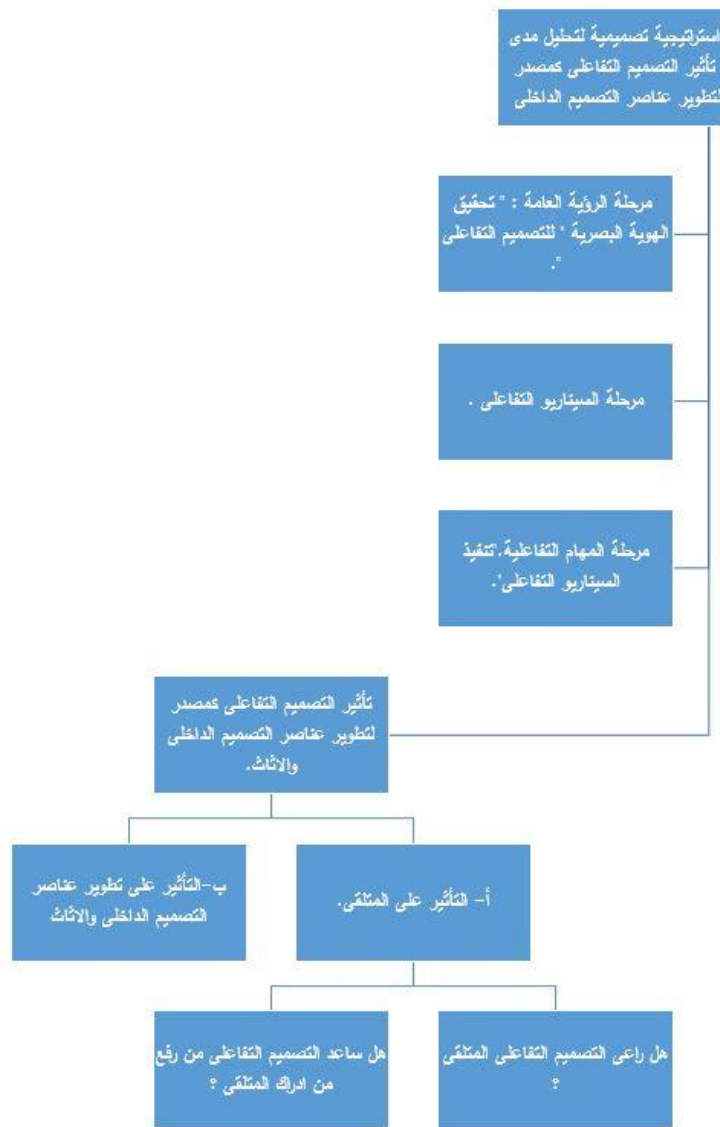 استراتيجية تصميمية لتحليل مدى
تأثير التصميم التفاعلى كمصدر
لتطوير عناصر التصميم الداخلى
مرحلة الرؤية العامة : " تحقيق
الهوية البصرية " للتصميم التفاعلى
".
مرحلة السيناريو التفاعلى .
مرحلة المهام التفاعلية."تنفيذ
السيناريو التفاعلى".
تأثير التصميم التفاعلى كمصدر
لتطوير عناصر التصميم الداخلى
والاثاث.
أ- التأثير على المتلقى.
ب-التأثير على تطوير عناصر
التصميم الداخلى والاثاث
هل راعى التصميم التفاعلى المتلقى
؟
هل ساعد التصميم التفاعلى من رفع
من ادراك المتلقى ؟